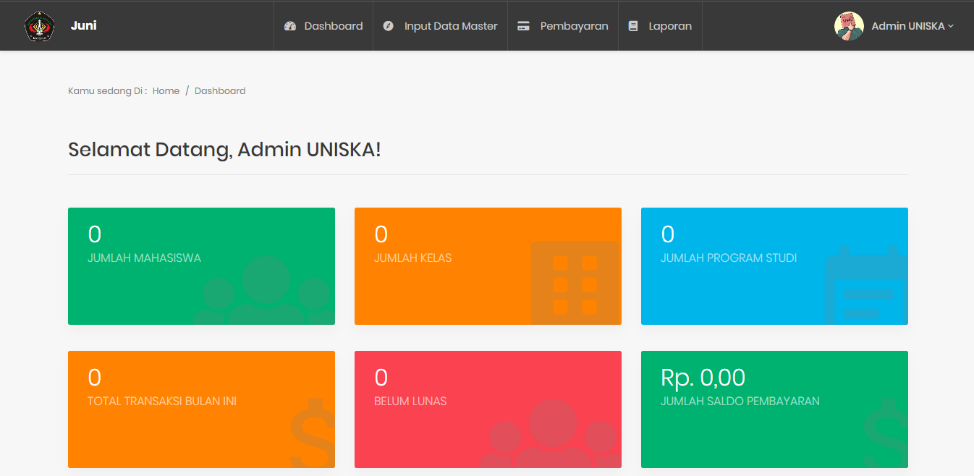 Juni
Dashboard
Input Data Master
Pembayaran
Laporan
Admin UNISKA
Kamu sedang Di : Home / Dashboard
Selamat Datang, Admin UNISKA!
0
JUMLAH MAHASISWA
0
JUMLAH KELAS
0
JUMLAH PROGRAM STUDI
0
TOTAL TRANSAKSI BULAN INI
0
BELUM LUNAS
Rp. 0,00
JUMLAH SALDO PEMBAYARAN